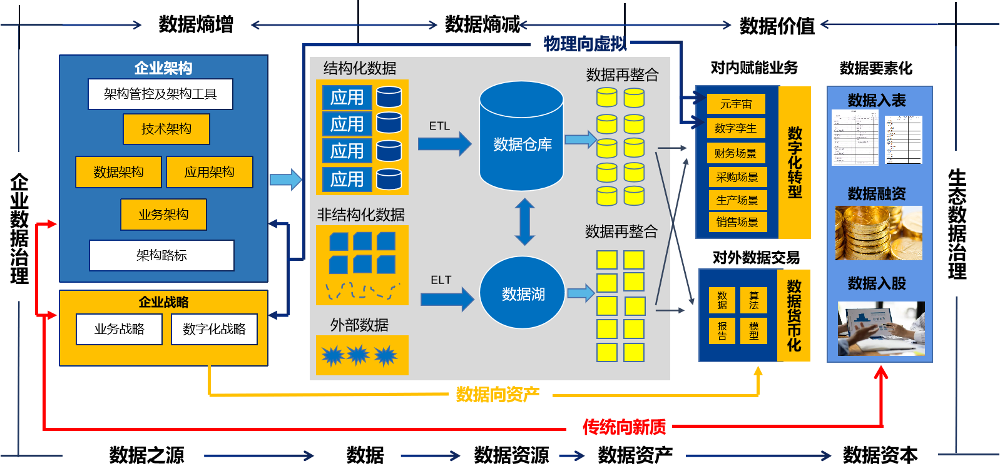 数据熵增
数据熵减
数据价值
物理向虚拟
企业数据治理
企业架构
架构管控及架构工具
技术架构
数据架构
应用架构
业务架构
架构路标
企业战略
业务战略
数字化战略
结构化数据
应用
应用
应用
应用
非结构化数据
外部数据
ETL
ELT
数据仓库
数据湖
数据再整合
数据再整合
对内赋能业务
元宇宙
数字孪生
财务场景
采购场景
生产场景
销售场景
数字化转型
对外数据交易
数据
算法
报告
模型
数据货币化
数据要素化
数据入表
数据融资
数据入股
生态数据治理
数据向资产
传统向新质
数据之源
数据
数据资源
数据资产
数据资本